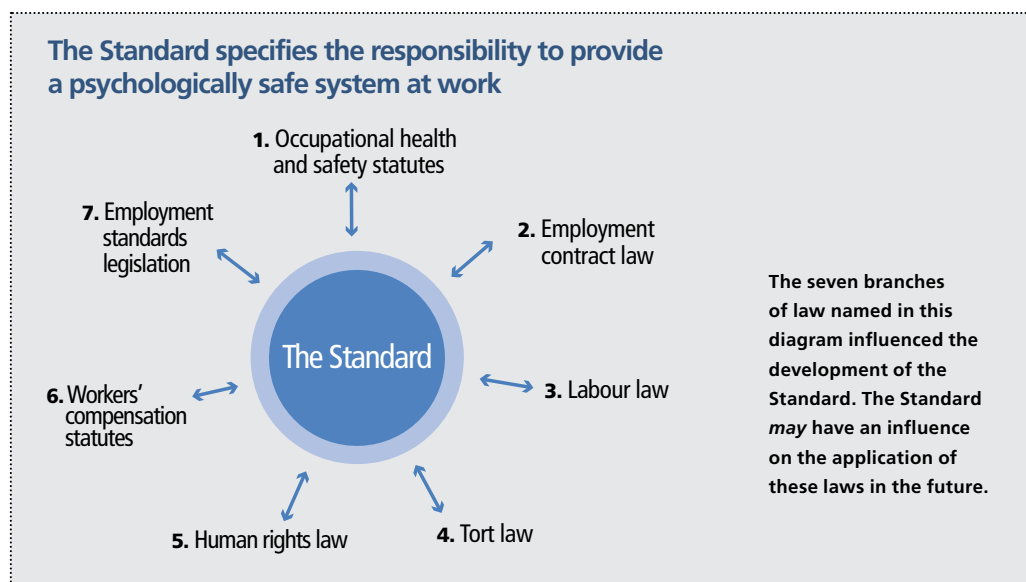 The Standard specifies the responsibility to provide
a psychologically safe system at work
1. Occupational health
and safety statutes
2. Employment
contract law
3. Labour law
4. Tort law
5. Human rights law
6. Workers'
compensation
statutes
7. Employment
standards
legislation
The Standard
The seven branches
of law named in this
diagram influenced the
development of the
Standard. The Standard
may have an influence
on the application of
these laws in the future.